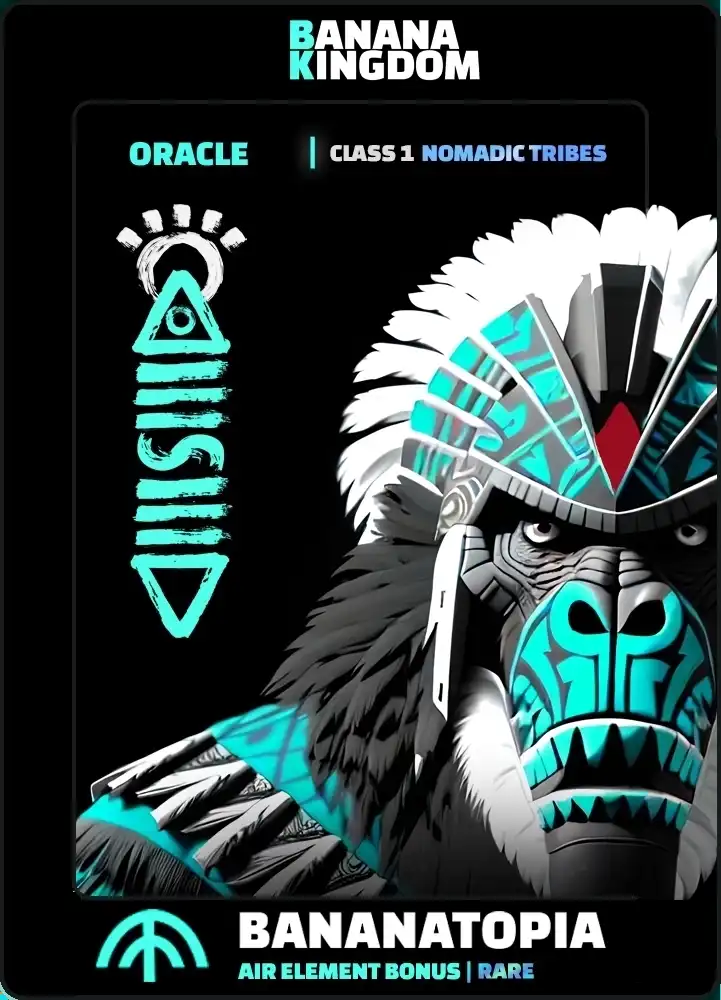 BANANA
KINGDOM
ORACLE | CLASS 1 NOMADIC TRIBES
BANANATOPIA
AIR ELEMENT BONUS | RARE